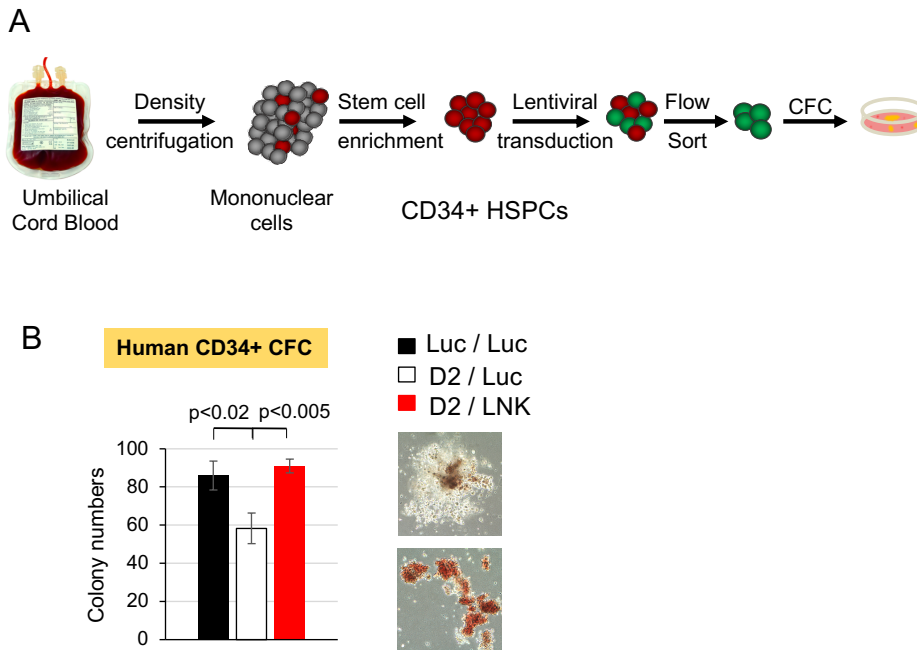 A
Density
centrifugation
Stem cell
enrichment
Lentiviral
transduction
Flow
Sort
CFC
Umbilical
Cord Blood
Mononuclear
cells
CD34+ HSPCs
B
Human CD34+ CFC
Luc / Luc
D2 / Luc
D2 / LNK
p<0.02
p<0.005
Colony numbers
100
80
60
40
20
0